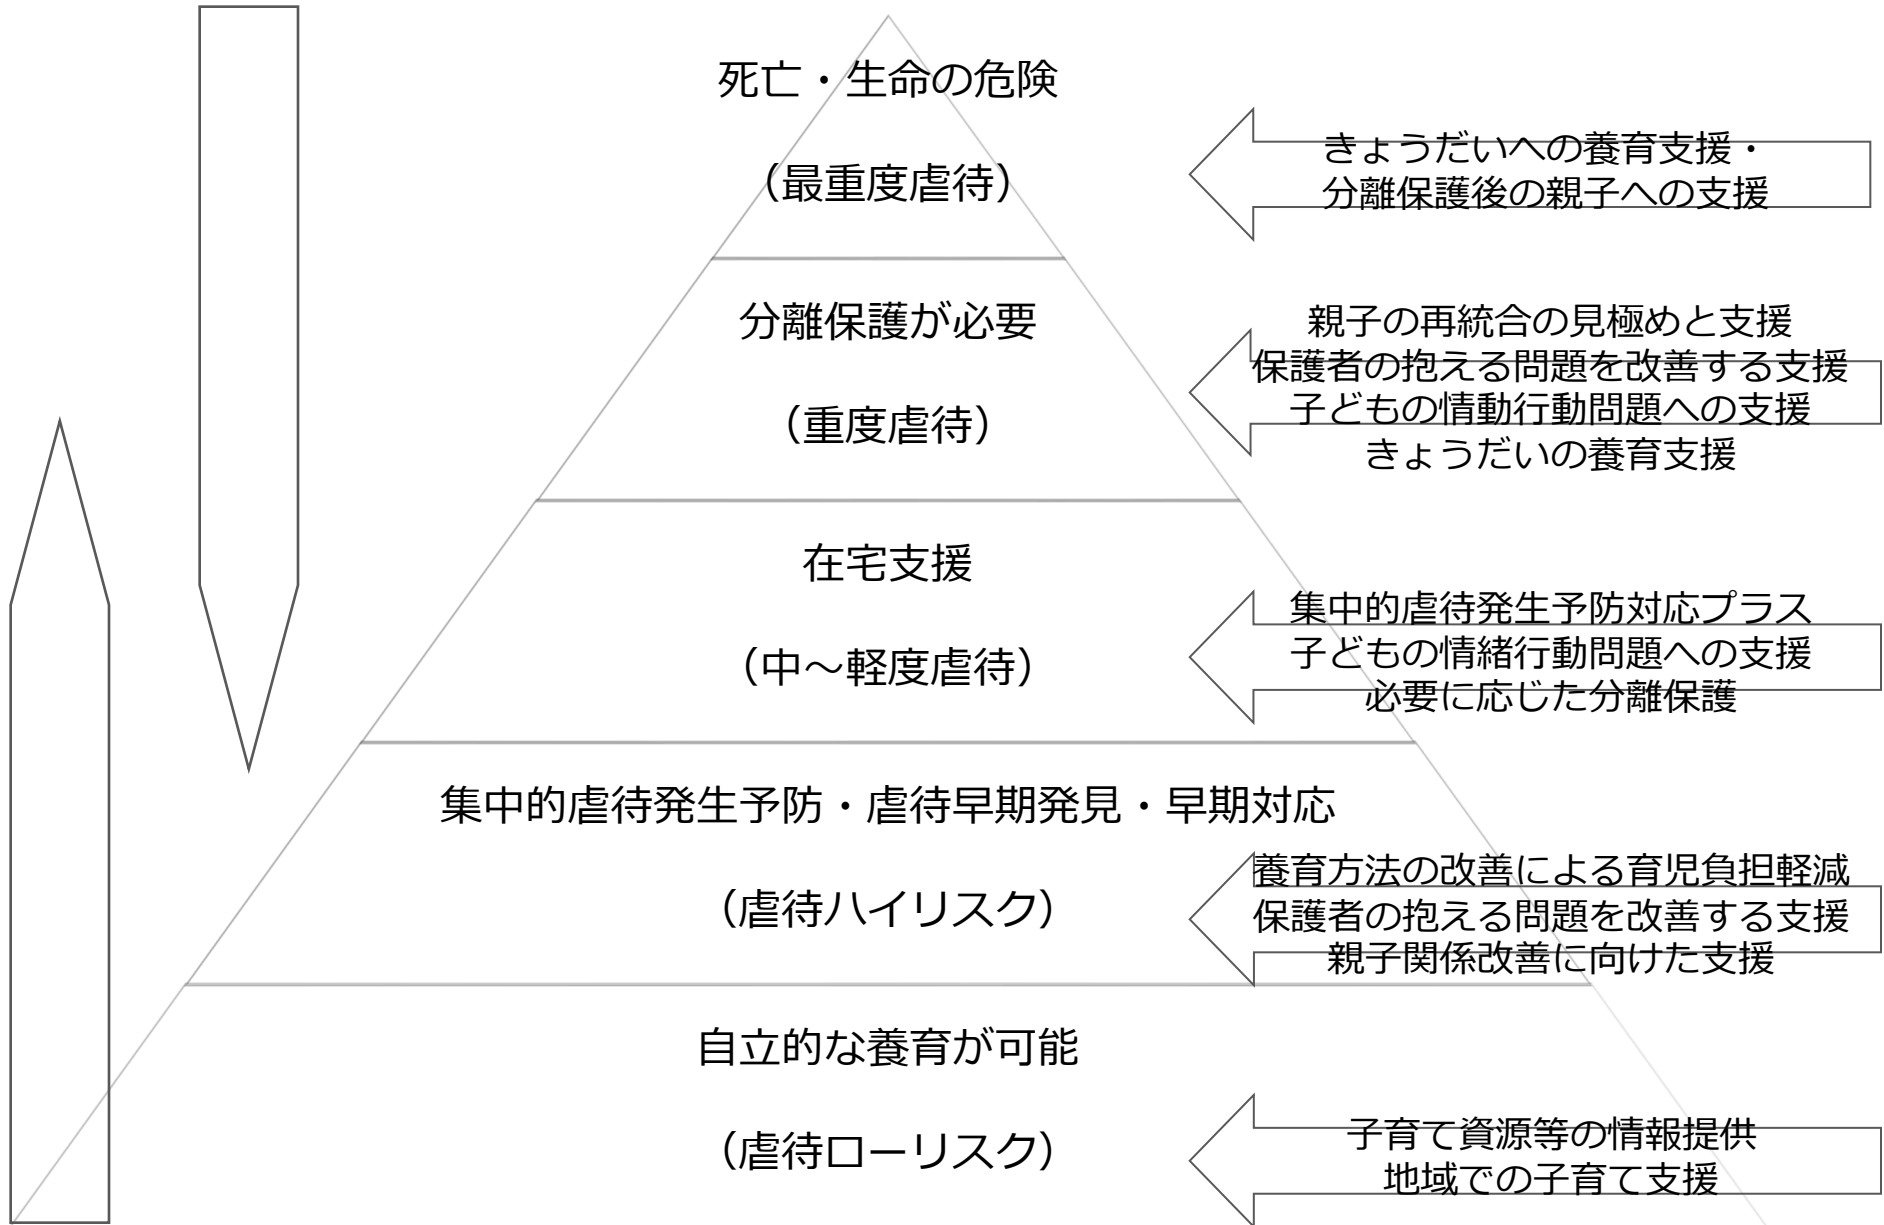 死亡・生命の危険
（最重度虐待）
きょうだいへの養育支援・
分離保護後の親子への支援
分離保護が必要
（重度虐待）
親子の再統合の見極めと支援
保護者の抱える問題を改善する支援
子どもの情動行動問題への支援
きょうだいの養育支援
在宅支援
（中～軽度虐待）
集中的虐待発生予防対応プラス
子どもの情緒行動問題への支援
必要に応じた分離保護
集中的虐待発生予防・虐待早期発見・早期対応
（虐待ハイリスク）
養育方法の改善による育児負担軽減
保護者の抱える問題を改善する支援
親子関係改善に向けた支援
自立的な養育が可能
（虐待ローリスク）
子育て資源等の情報提供
地域での子育て支援